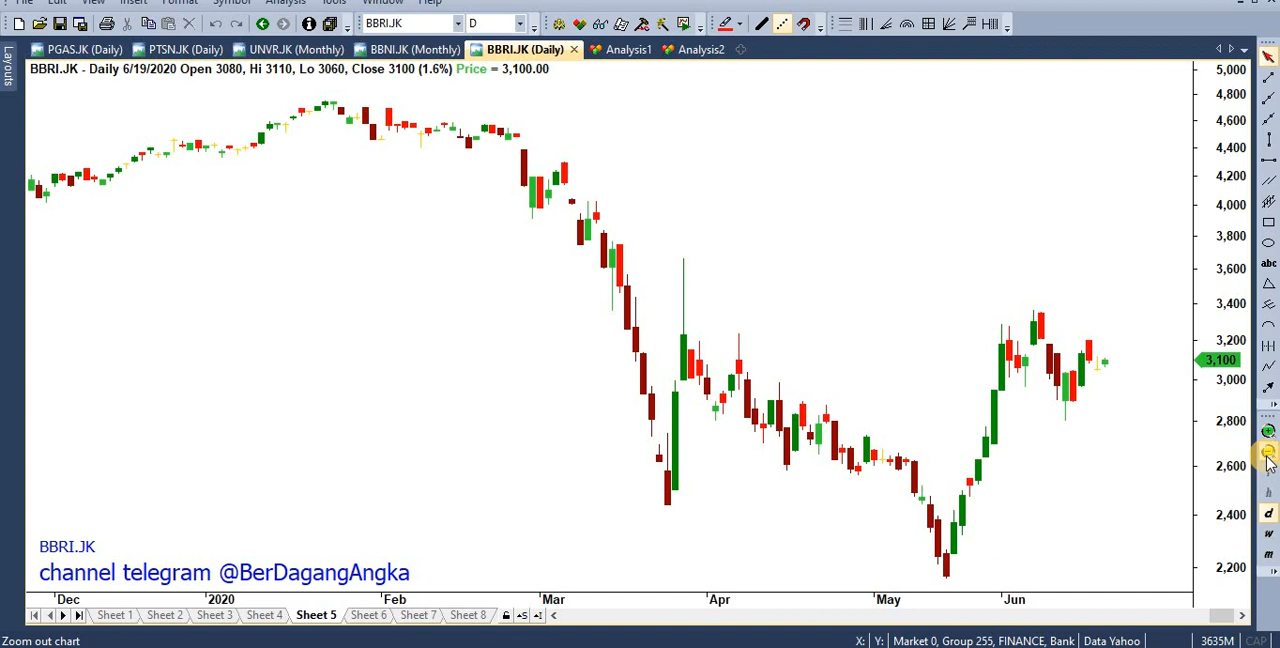 File Edit View Insert Format Symbol Analysis Tools Window Help
BBRI.JK D
PGAS.JK (Daily) PTSN.JK (Daily) UNVR.JK (Monthly) BBNI.JK (Monthly) BBRI.JK (Daily) Analysis1 Analysis2
Layouts
BBRI.JK - Daily 6/19/2020 Open 3080, Hi 3110, Lo 3060, Close 3100 (1.6%) Price = 3,100.00
5,000
4,800
4,600
4,400
4,200
4,000
3,800
3,600
3,400
3,200
3,100
3,000
2,800
2,600
2,400
2,200
abc
h
d
w
m
BBRI.JK
channel telegram @BerDagangAngka
Dec 2020 Feb Mar Apr May Jun
Sheet 1 Sheet 2 Sheet 3 Sheet 4 Sheet 5 Sheet 6 Sheet 7 Sheet 8
Zoom out chart X: Y: Market 0, Group 255, FINANCE, Bank Data Yahoo 3635M CAP